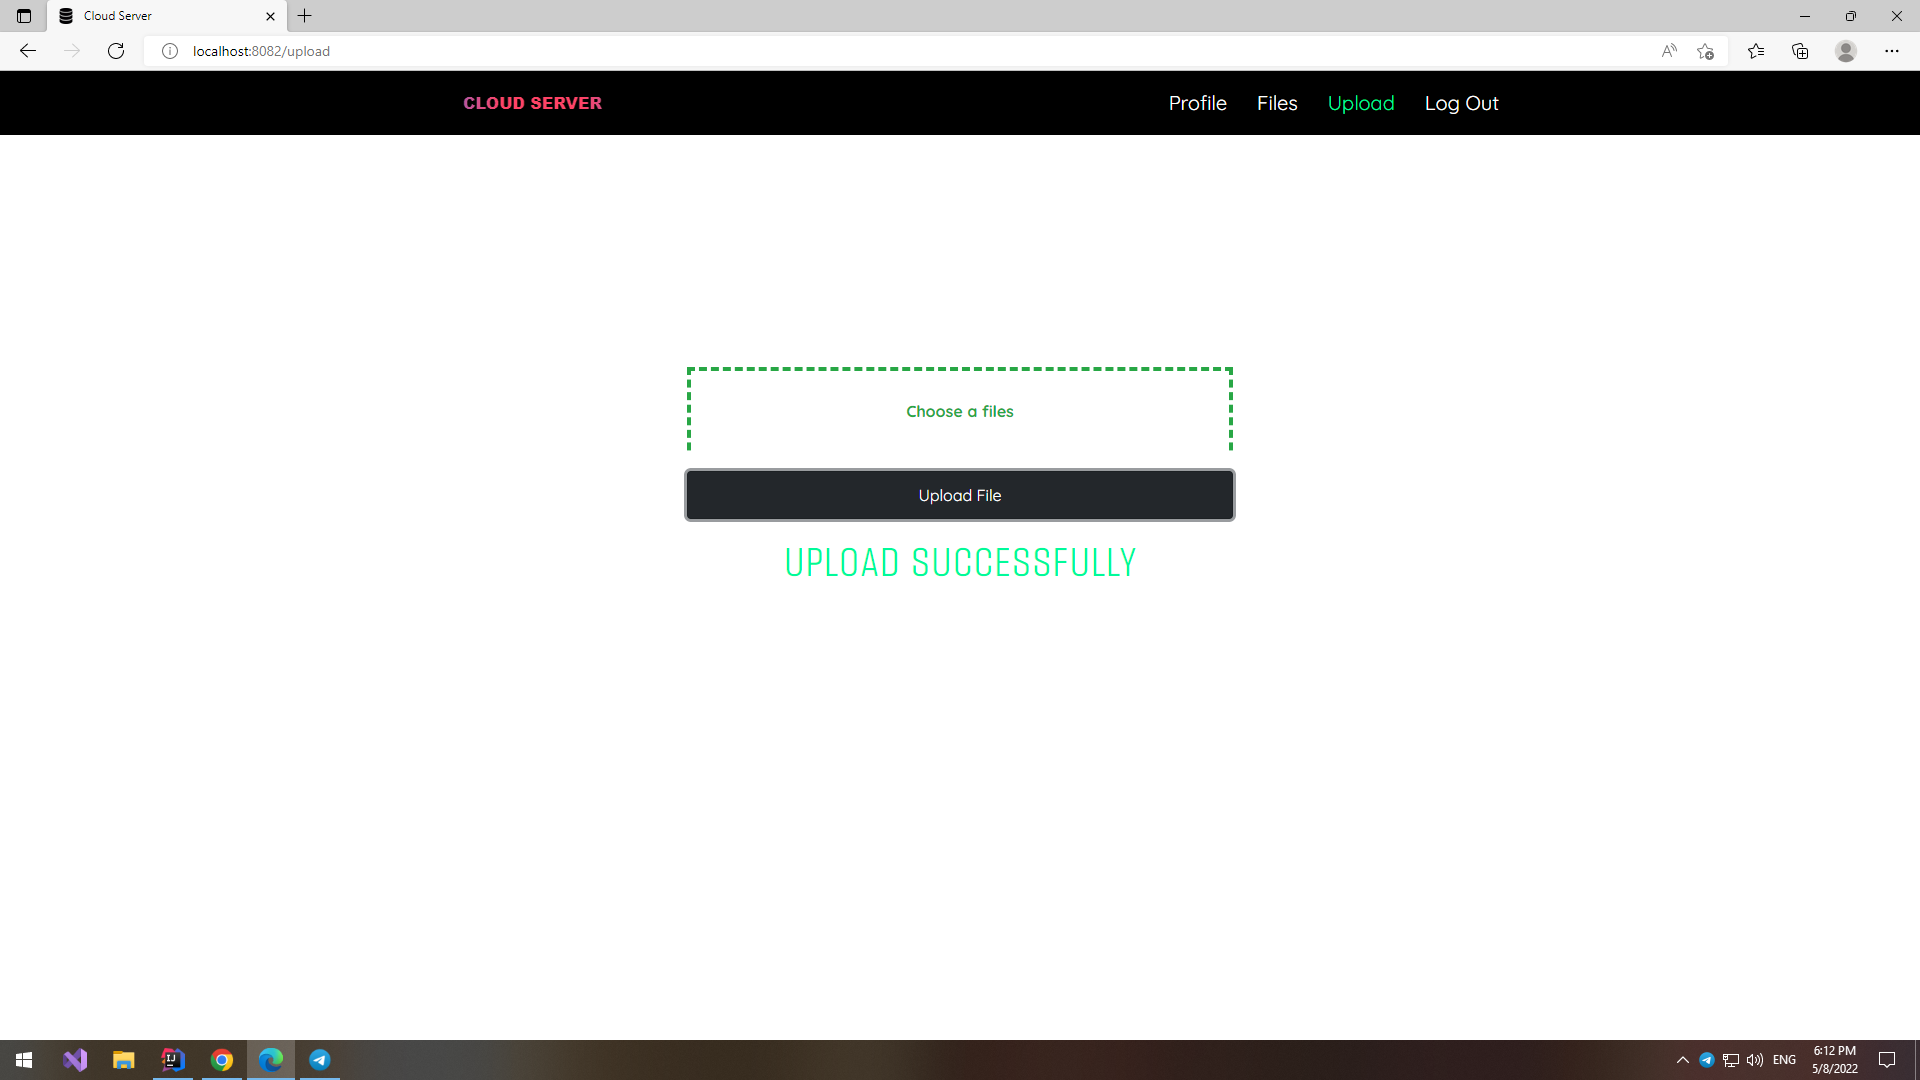 Cloud Server
localhost:8082/upload
CLOUD SERVER
Profile
Files
Upload
Log Out
Choose a files
Upload File
UPLOAD SUCCESSFULLY
IJ
ENG
6:12 PM
5/8/2022